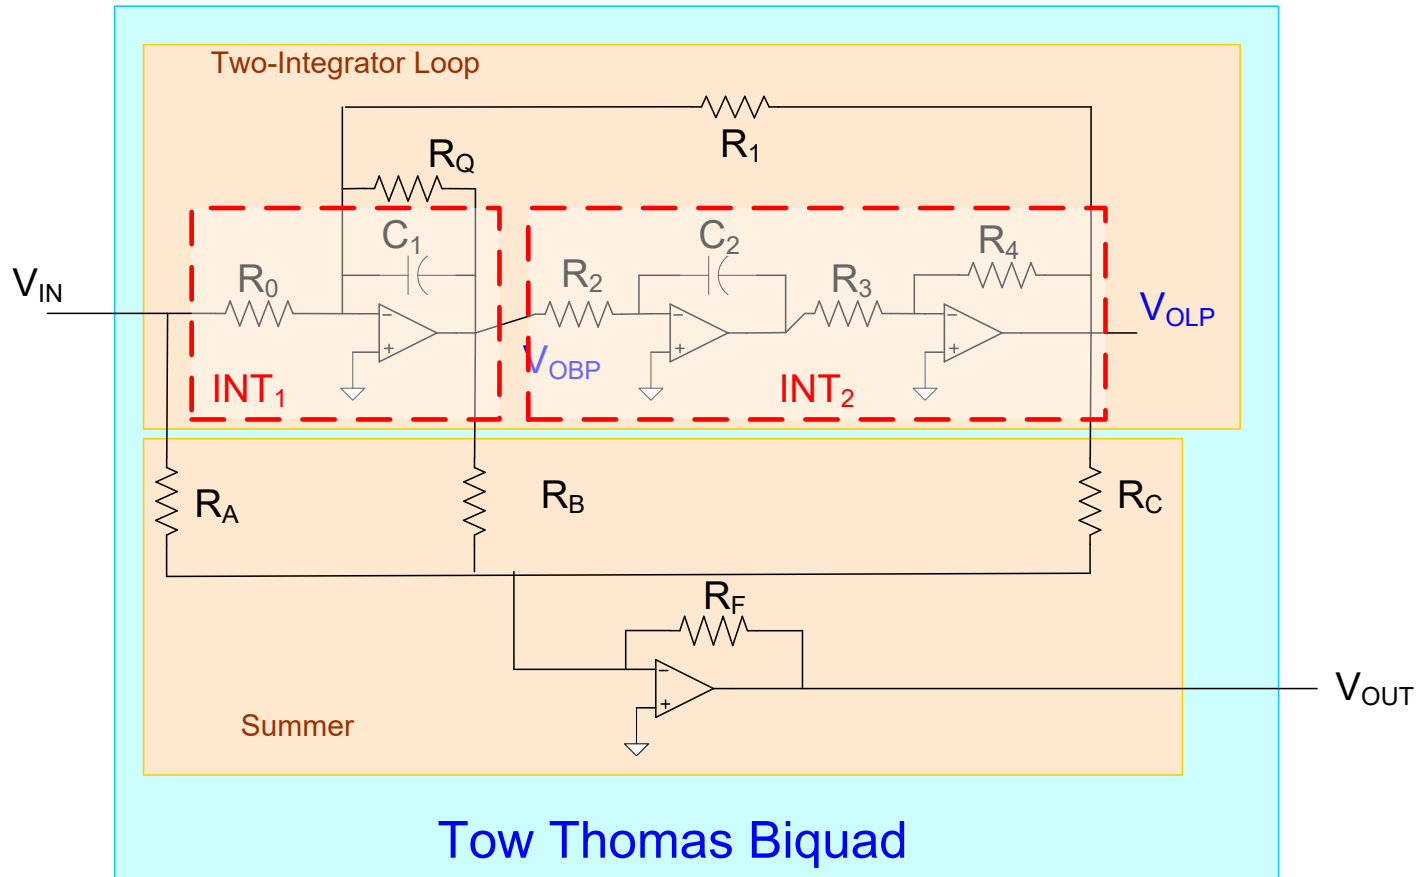 Two-Integrator Loop
R1
RQ
C1
C2
R4
R0
R2
R3
VIN
VOLP
VOBP
INT1
INT2
RA
RB
RC
RF
VOUT
Summer
Tow Thomas Biquad